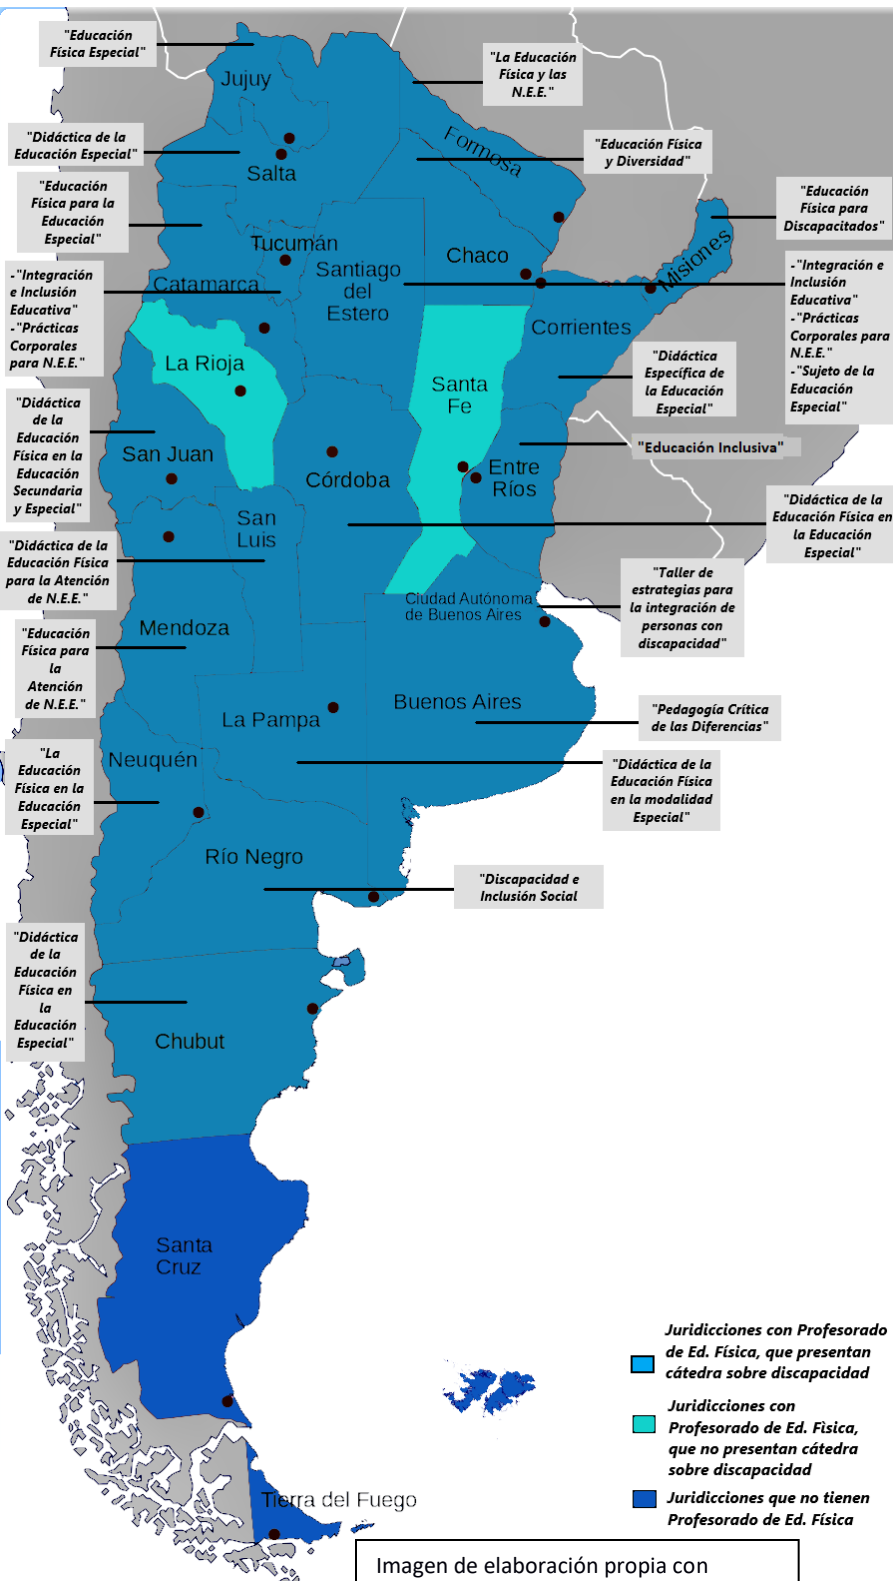 "Educación
Física Especial"
"La Educación
Física y las
N.E.E."
Jujuy
"Didáctica de la
Educación Especial"
Formosa
"Educación Física
y Diversidad"
Salta
"Educación
Física para la
Educación
Especial"
"Educación
Física para
Discapacitados"
Tucumán
Chaco
Misiones
Santiago
del
Estero
Catamarca
-"Integración
e Inclusión
Educativa"
-"Prácticas
Corporales
para N.E.E."
-"Integración e
Inclusión
Educativa"
-"Prácticas
Corporales para
N.E.E."
-"Sujeto de la
Educación
Especial"
Corrientes
La Rioja
"Didáctica
Específica de
la Educación
Especial"
Santa
Fe
"Didáctica
de la
Educación
Física en la
Educación
Secundaria
y Especial"
San Juan
"Educación Inclusiva"
Córdoba
Entre
Ríos
San
Luis
"Didáctica de la
Educación Física en
la Educación
Especial"
"Didáctica de la
Educación Física
para la Atención
de N.E.E."
"Taller de
estrategias para
la integración de
personas con
discapacidad"
Ciudad Autónoma
de Buenos Aires
Mendoza
"Educación
Física para
la
Atención
de N.E.E."
Buenos Aires
"Pedagogía Crítica
de las Diferencias"
La Pampa
Neuquén
"La
Educación
Física en la
Educación
Especial"
"Didáctica de la
Educación Física
en la modalidad
Especial"
Río Negro
"Discapacidad e
Inclusión Social
"Didáctica
de la
Educación
Física en
la
Educación
Especial"
Chubut
Santa
Cruz
Juridicciones con Profesorado
de Ed. Física, que presentan
cátedra sobre discapacidad
Juridicciones con
Profesorado de Ed. Fìsica,
que no presentan cátedra
sobre discapacidad
Juridicciones que no tienen
Profesorado de Ed. Física
Tierra del Fuego
Imagen de elaboración propia con